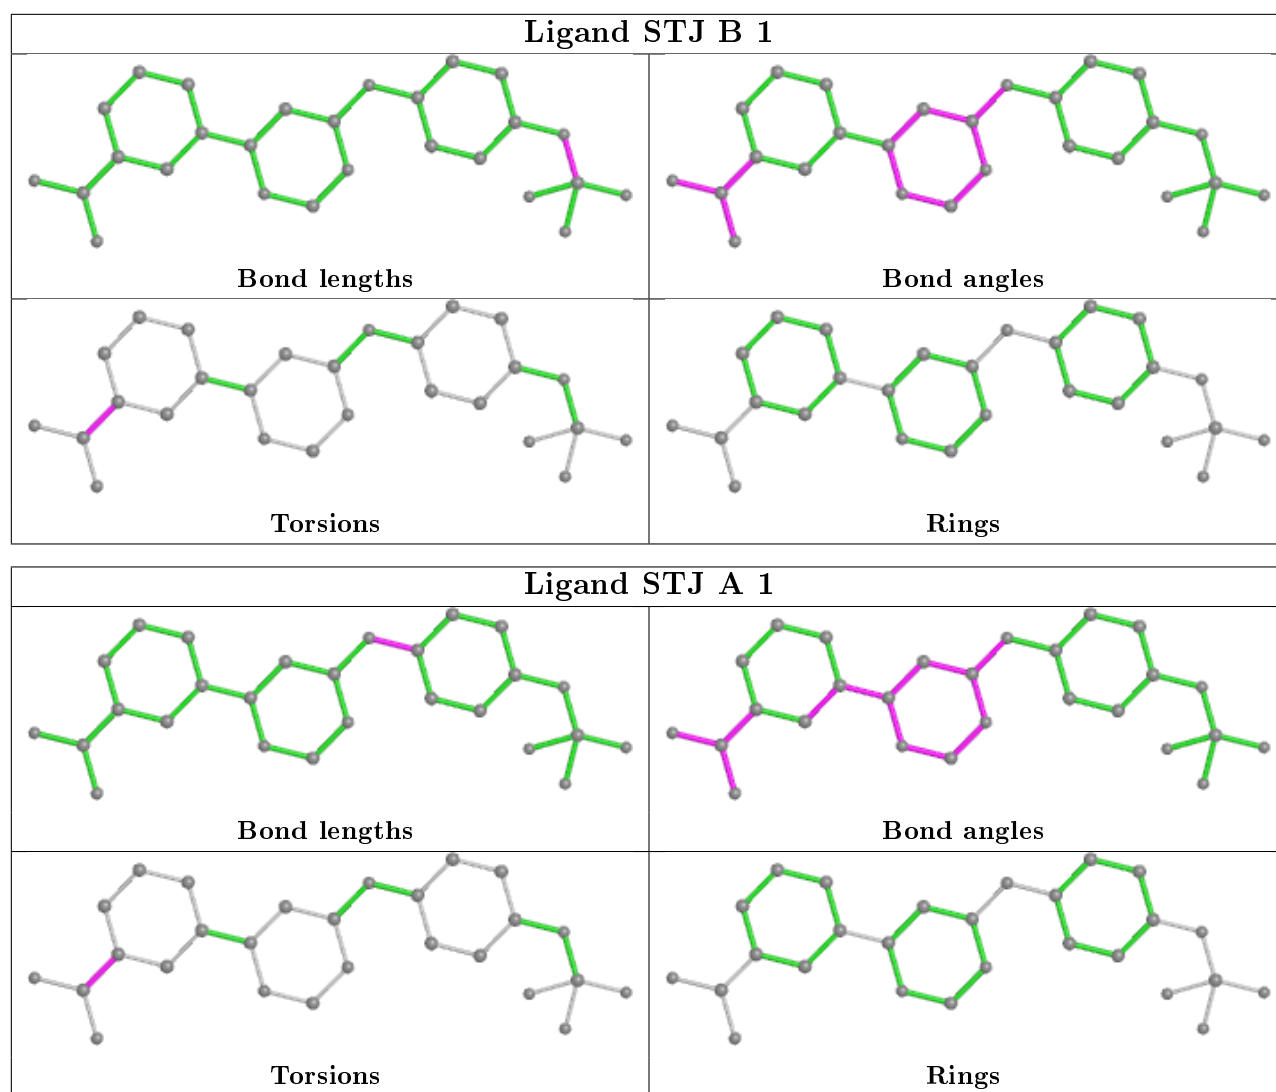 Ligand STJ B 1
Bond lengths
Bond angles
Torsions
Rings
Ligand STJ A 1
Bond lengths
Bond angles
Torsions
Rings